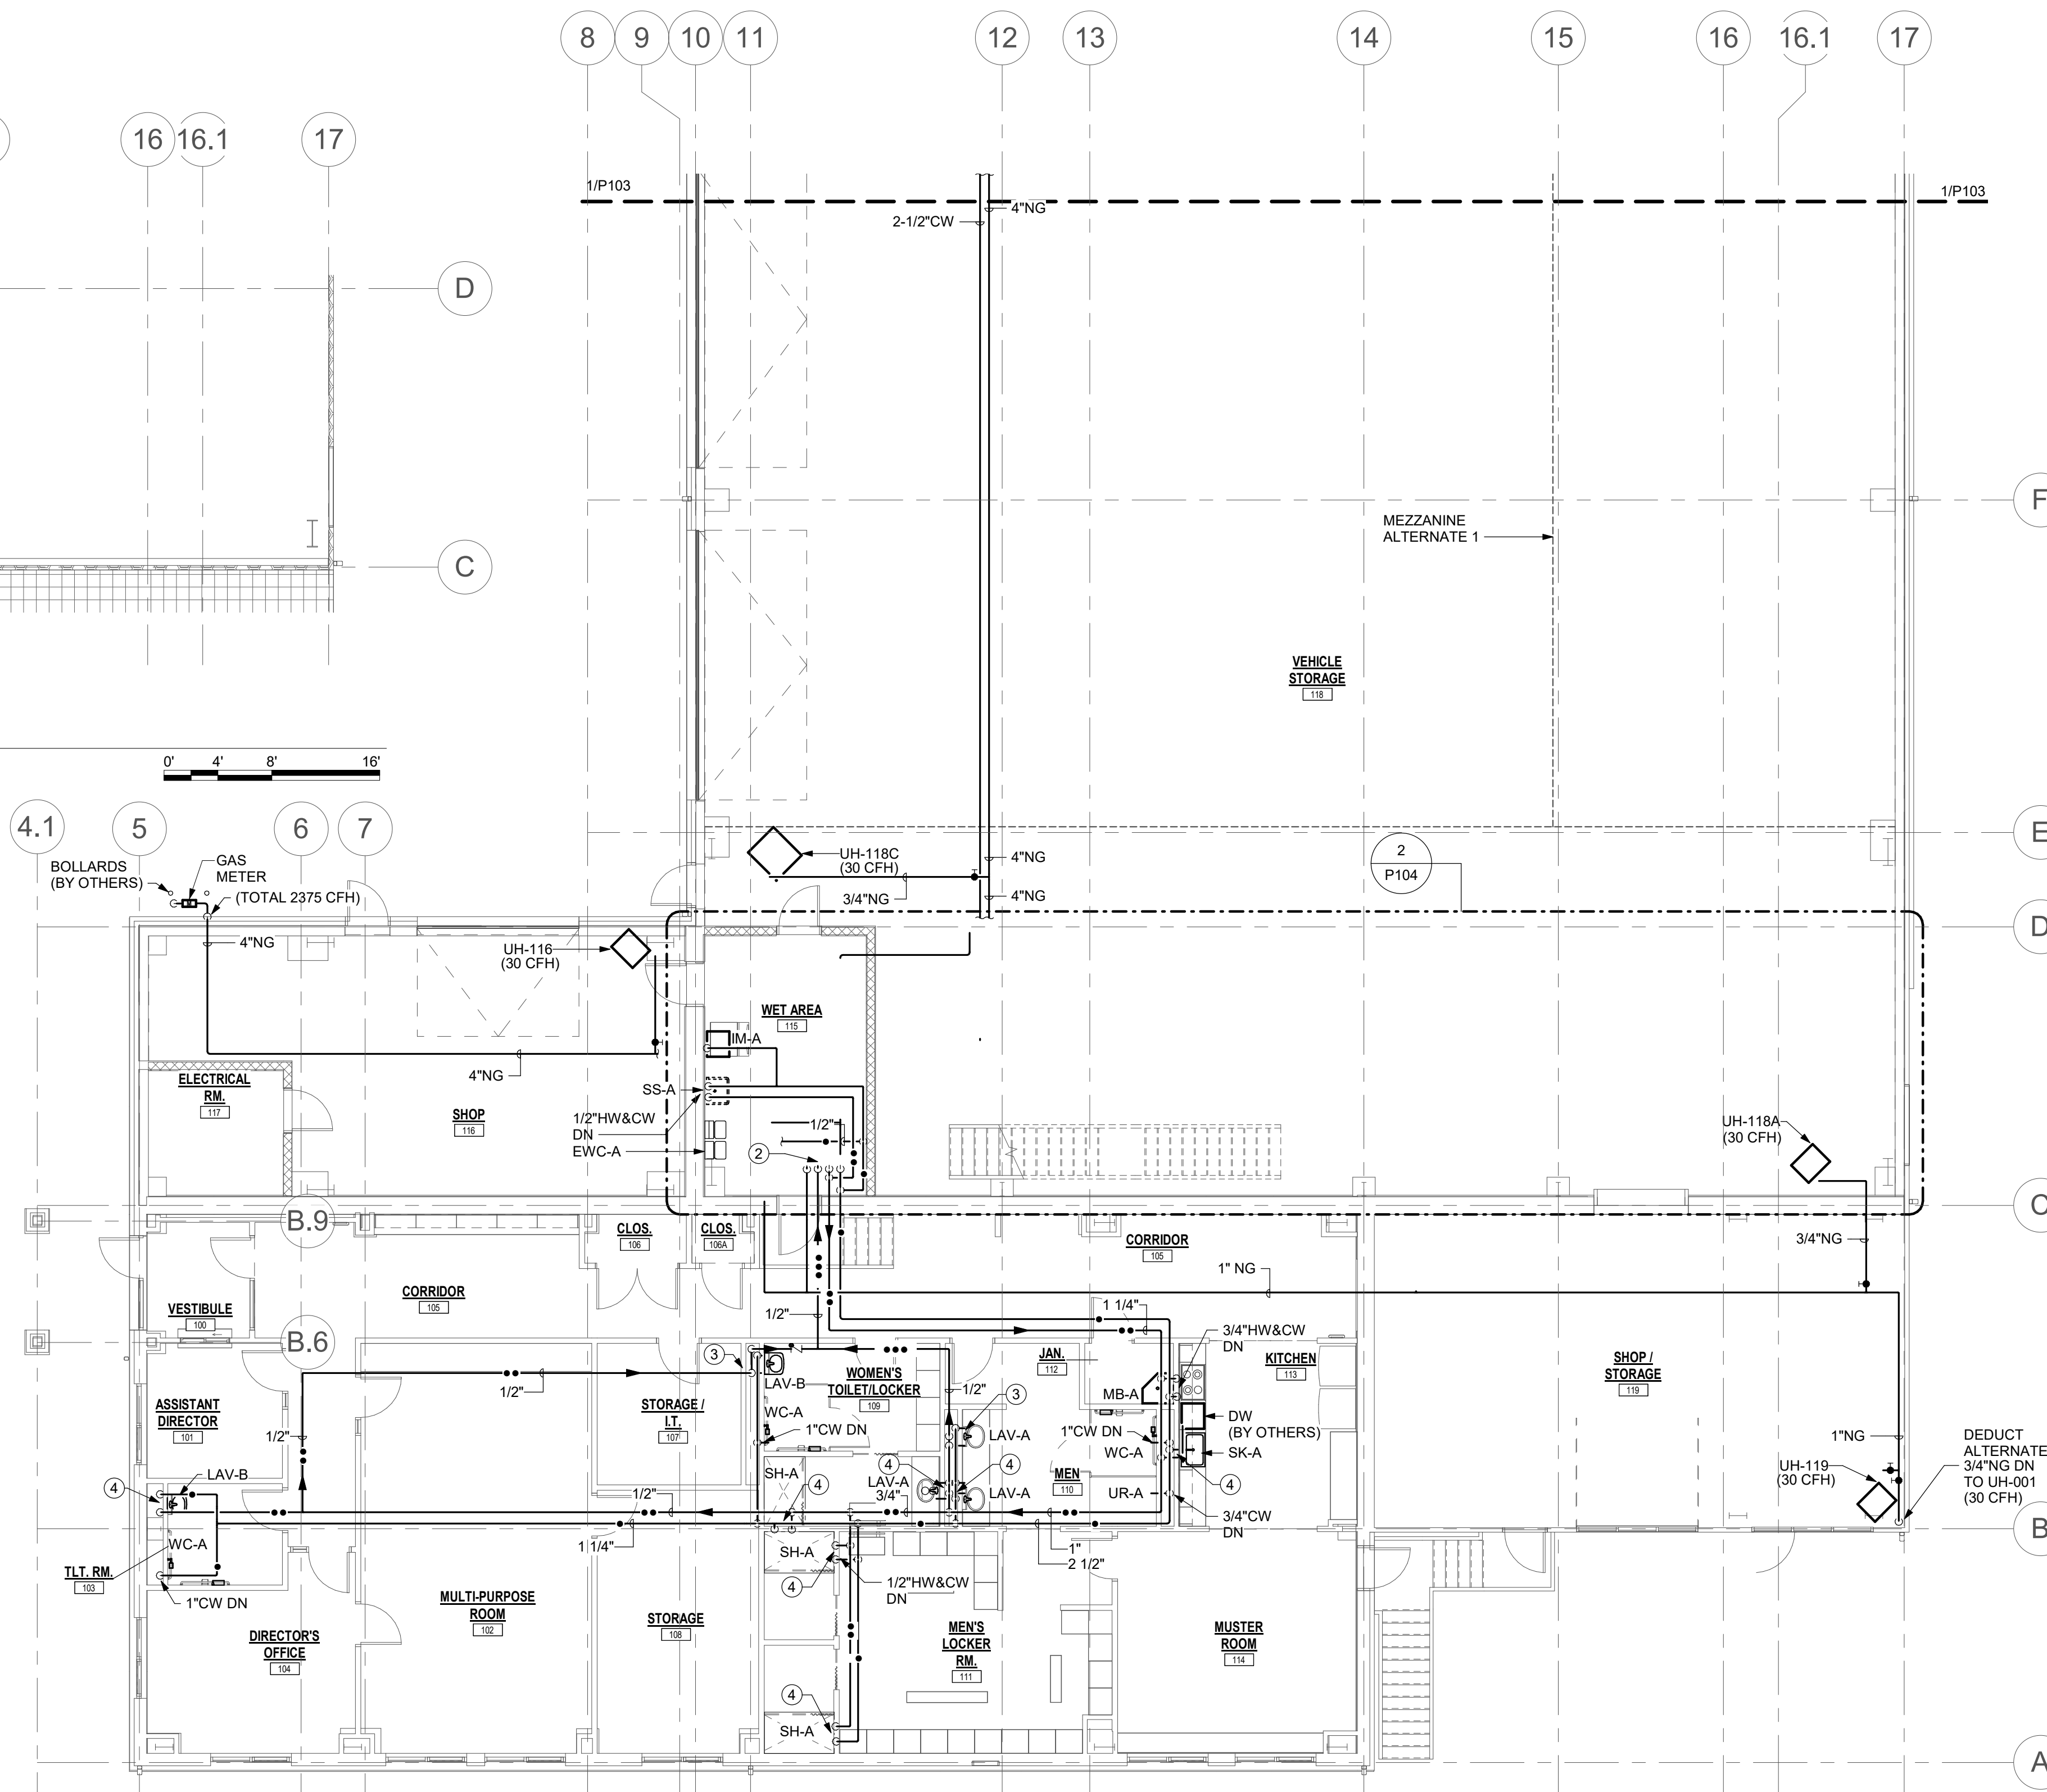 8
9
10
11
12
13
14
15
16
16.1
17
16
16.1
17
1/P103
1/P103
4"NG
2-1/2"CW
D
F
MEZZANINE
ALTERNATE 1
C
VEHICLE
STORAGE
118
0'
4'
8'
16'
4.1
5
6
7
E
BOLLARDS
(BY OTHERS)
GAS
METER
(TOTAL 2375 CFH)
UH-118C
(30 CFH)
4"NG
2
P104
3/4"NG
4"NG
D
4"NG
UH-116
(30 CFH)
WET AREA
115
IM-A
4"NG
ELECTRICAL
RM.
117
SS-A
SHOP
116
1/2"HW&CW
DN
EWC-A
1/2"
2
UH-118A
(30 CFH)
B.9
CLOS.
106
CLOS.
106A
CORRIDOR
105
C
3/4"NG
1" NG
CORRIDOR
105
VESTIBULE
100
1/2"
1 1/4"
B.6
3/4"HW&CW
DN
3
JAN.
112
KITCHEN
113
SHOP /
STORAGE
119
LAV-B
WOMEN'S
TOILET/LOCKER
109
1/2"
1/2"
3
MB-A
ASSISTANT
DIRECTOR
101
STORAGE /
I.T.
107
WC-A
1"CW DN
LAV-A
1"CW DN
DW
(BY OTHERS)
1/2"
WC-A
SK-A
1"NG
DEDUCT
ALTERNATE
3/4"NG DN
TO UH-001
(30 CFH)
UH-119
(30 CFH)
LAV-B
4
SH-A
4
4
LAV-A
4
MEN
110
4
1/2"
3/4"
LAV-A
UR-A
3/4"CW
DN
B
WC-A
1 1/4"
SH-A
1"
2 1/2"
TLT. RM.
103
4
1/2"HW&CW
DN
1"CW DN
MULTI-PURPOSE
ROOM
102
STORAGE
108
DIRECTOR'S
OFFICE
104
MEN'S
LOCKER
RM.
111
MUSTER
ROOM
114
4
SH-A
A